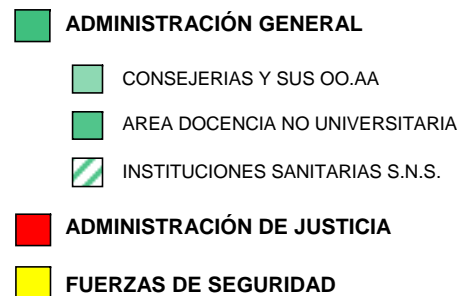 ADMINISTRACIÓN GENERAL
CONSEJERIAS Y SUS OO.AA
AREA DOCENCIA NO UNIVERSITARIA
INSTITUCIONES SANITARIAS S.N.S.
ADMINISTRACIÓN DE JUSTICIA
FUERZAS DE SEGURIDAD